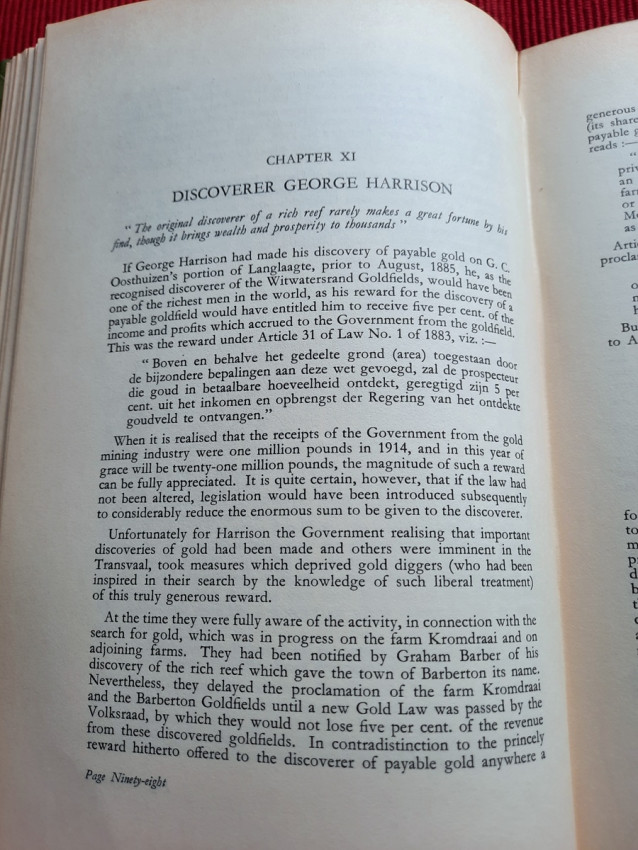 CHAPTER XI
DISCOVERER GEORGE HARRISON
" The original discoverer of a rich reef rarely makes a great fortune by his
find, though it brings wealth and prosperity to thousands "
If George Harrison had made his discovery of payable gold on G. C.
Oosthuizen's portion of Langlaagte, prior to August, 1885, he, as the
recognised discoverer of the Witwatersrand Goldfields, would have been
one of the richest men in the world, as his reward for the discovery of a
payable goldfield would have entitled him to receive five per cent. of the
income and profits which accrued to the Government from the goldfield.
This was the reward under Article 31 of Law No. 1 of 1883, viz. :—
" Boven en behalve het gedeelte grond (area) toegestaan door
de bijzondere bepalingen aan deze wet gevoegd, zal de prospecteur
die goud in betaalbare hoeveelheid ontdekt, geregtigd zijn 5 per
cent. uit het inkomen en opbrengst der Regering van het ontdekte
goudveld te ontvangen."
When it is realised that the receipts of the Government from the gold
mining industry were one million pounds in 1914, and in this year of
grace will be twenty-one million pounds, the magnitude of such a reward
can be fully appreciated. It is quite certain, however, that if the law had
not been altered, legislation would have been introduced subsequently
to considerably reduce the enormous sum to be given to the discoverer.
Unfortunately for Harrison the Government realising that important
discoveries of gold had been made and others were imminent in the
Transvaal, took measures which deprived gold diggers (who had been
inspired in their search by the knowledge of such liberal treatment)
of this truly generous reward.
At the time they were fully aware of the activity, in connection with the
search for gold, which was in progress on the farm Kromdraai and on
adjoining farms. They had been notified by Graham Barber of his
discovery of the rich reef which gave the town of Barberton its name.
Nevertheless, they delayed the proclamation of the farm Kromdraai
and the Barberton Goldfields until a new Gold Law was passed by the
Volksraad, by which they would not lose five per cent. of the revenue
from these discovered goldfields. In contradistinction to the princely
reward hitherto offered to the discoverer of payable gold anywhere a
Page Ninety-eight
generous
(its share
payable g
reads :—
"
priv
an
farm
or
Mo
as
Arti
proclam
Bu
to A
fo
to